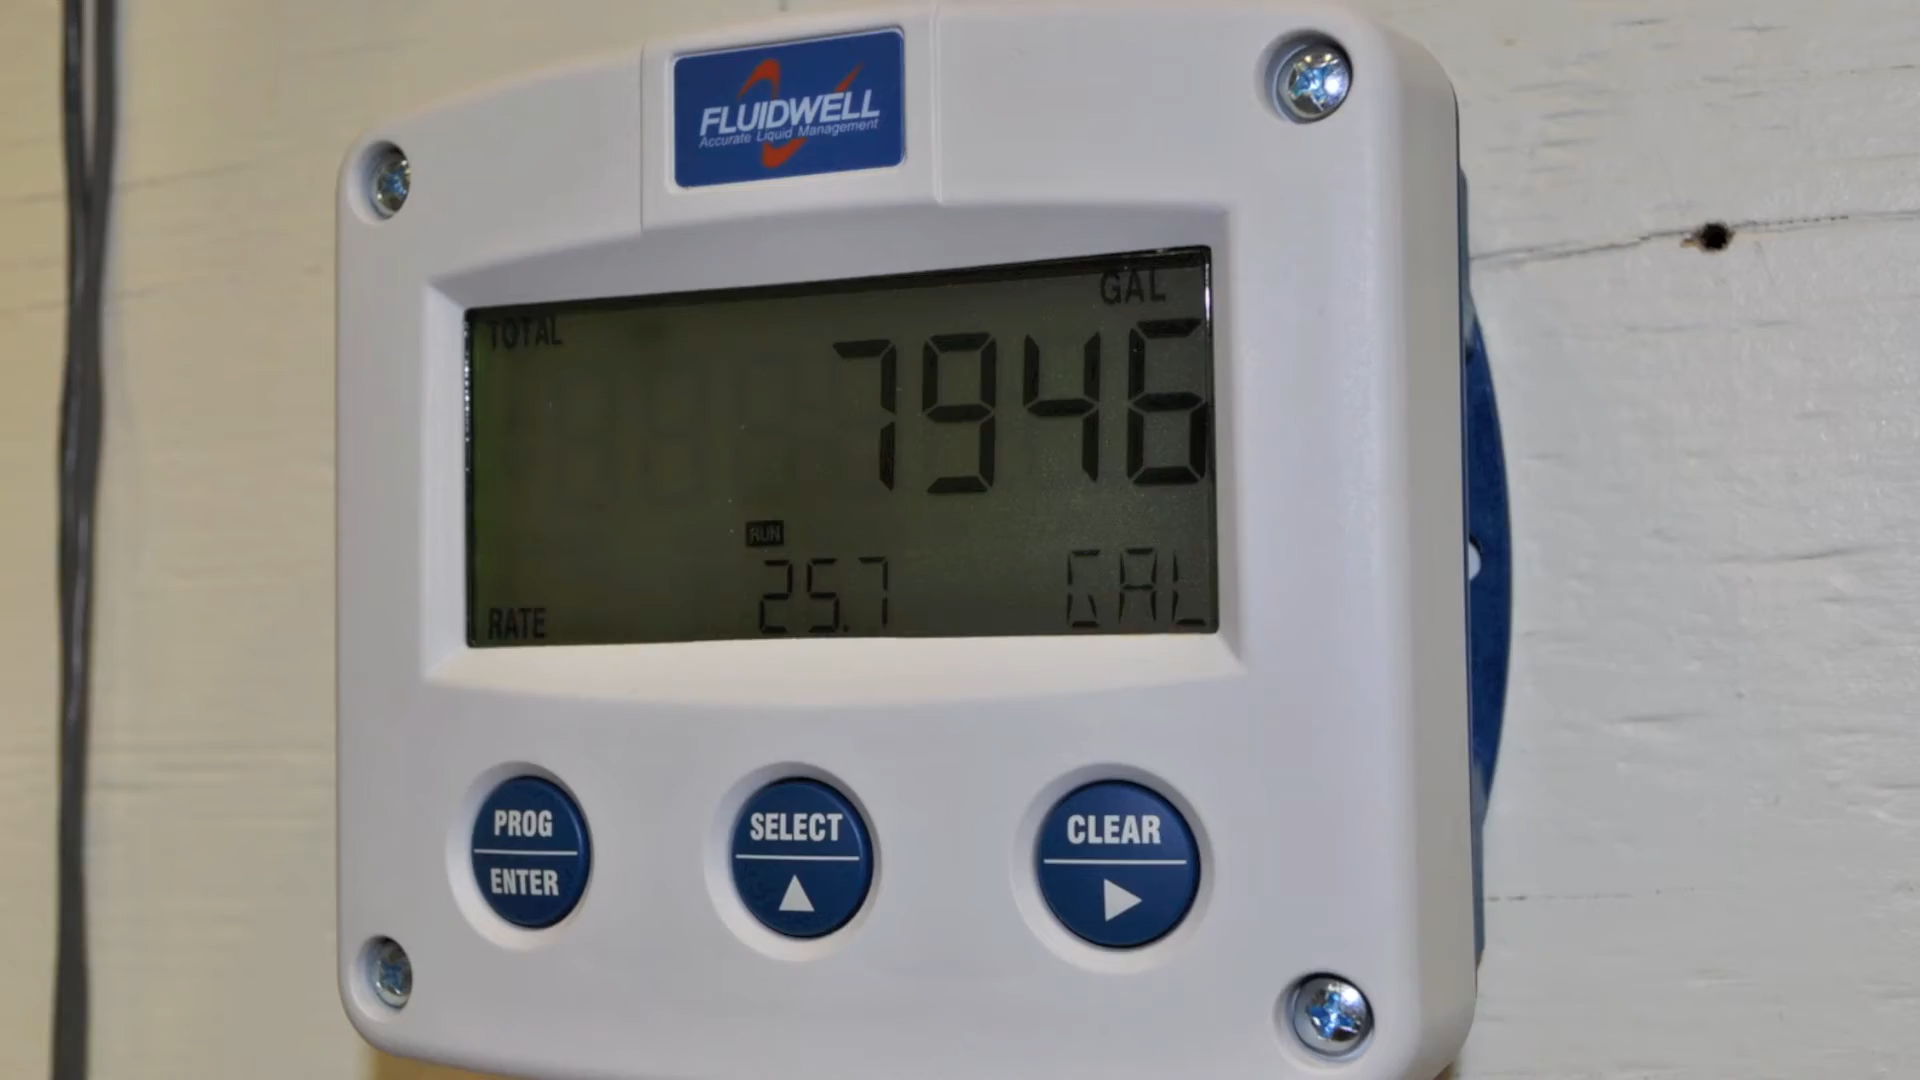 FLUIDWELL
Accurate Liquid Management
GAL
TOTAL
7946
RUN
RATE 25.7 GAL
PROG
ENTER
SELECT
CLEAR